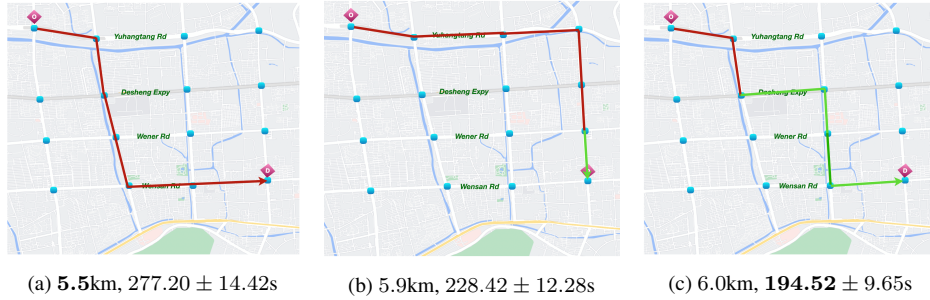 O
Yuhangtang Rd
Desheng Expy
Wener Rd
Wensan Rd
D
O
Yuhangtang Rd
Desheng Expy
Wener Rd
Wensan Rd
D
O
Yuhangtang Rd
Desheng Expy
Wener Rd
Wensan Rd
D
(a) 5.5km, 277.20 ± 14.42s
(b) 5.9km, 228.42 ± 12.28s
(c) 6.0km, 194.52 ± 9.65s